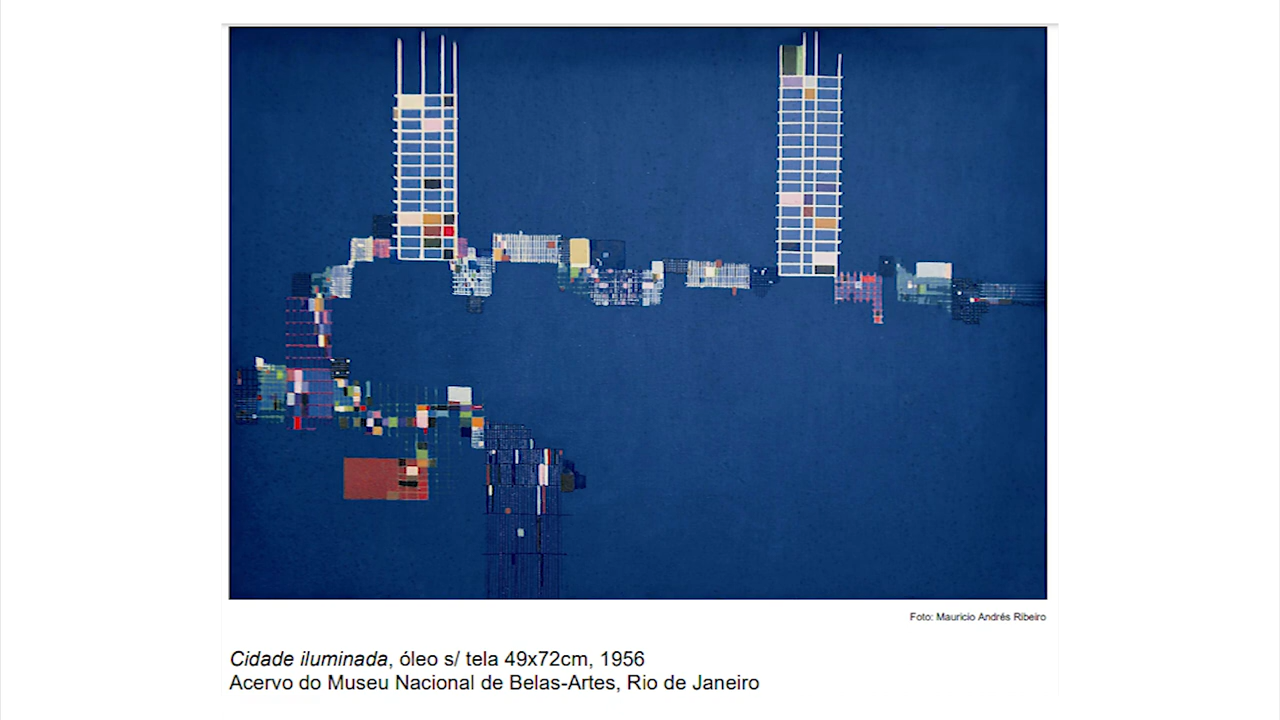 Foto: Mauricio Andrés Ribeiro
Cidade iluminada, óleo s/ tela 49x72cm, 1956
Acervo do Museu Nacional de Belas-Artes, Rio de Janeiro